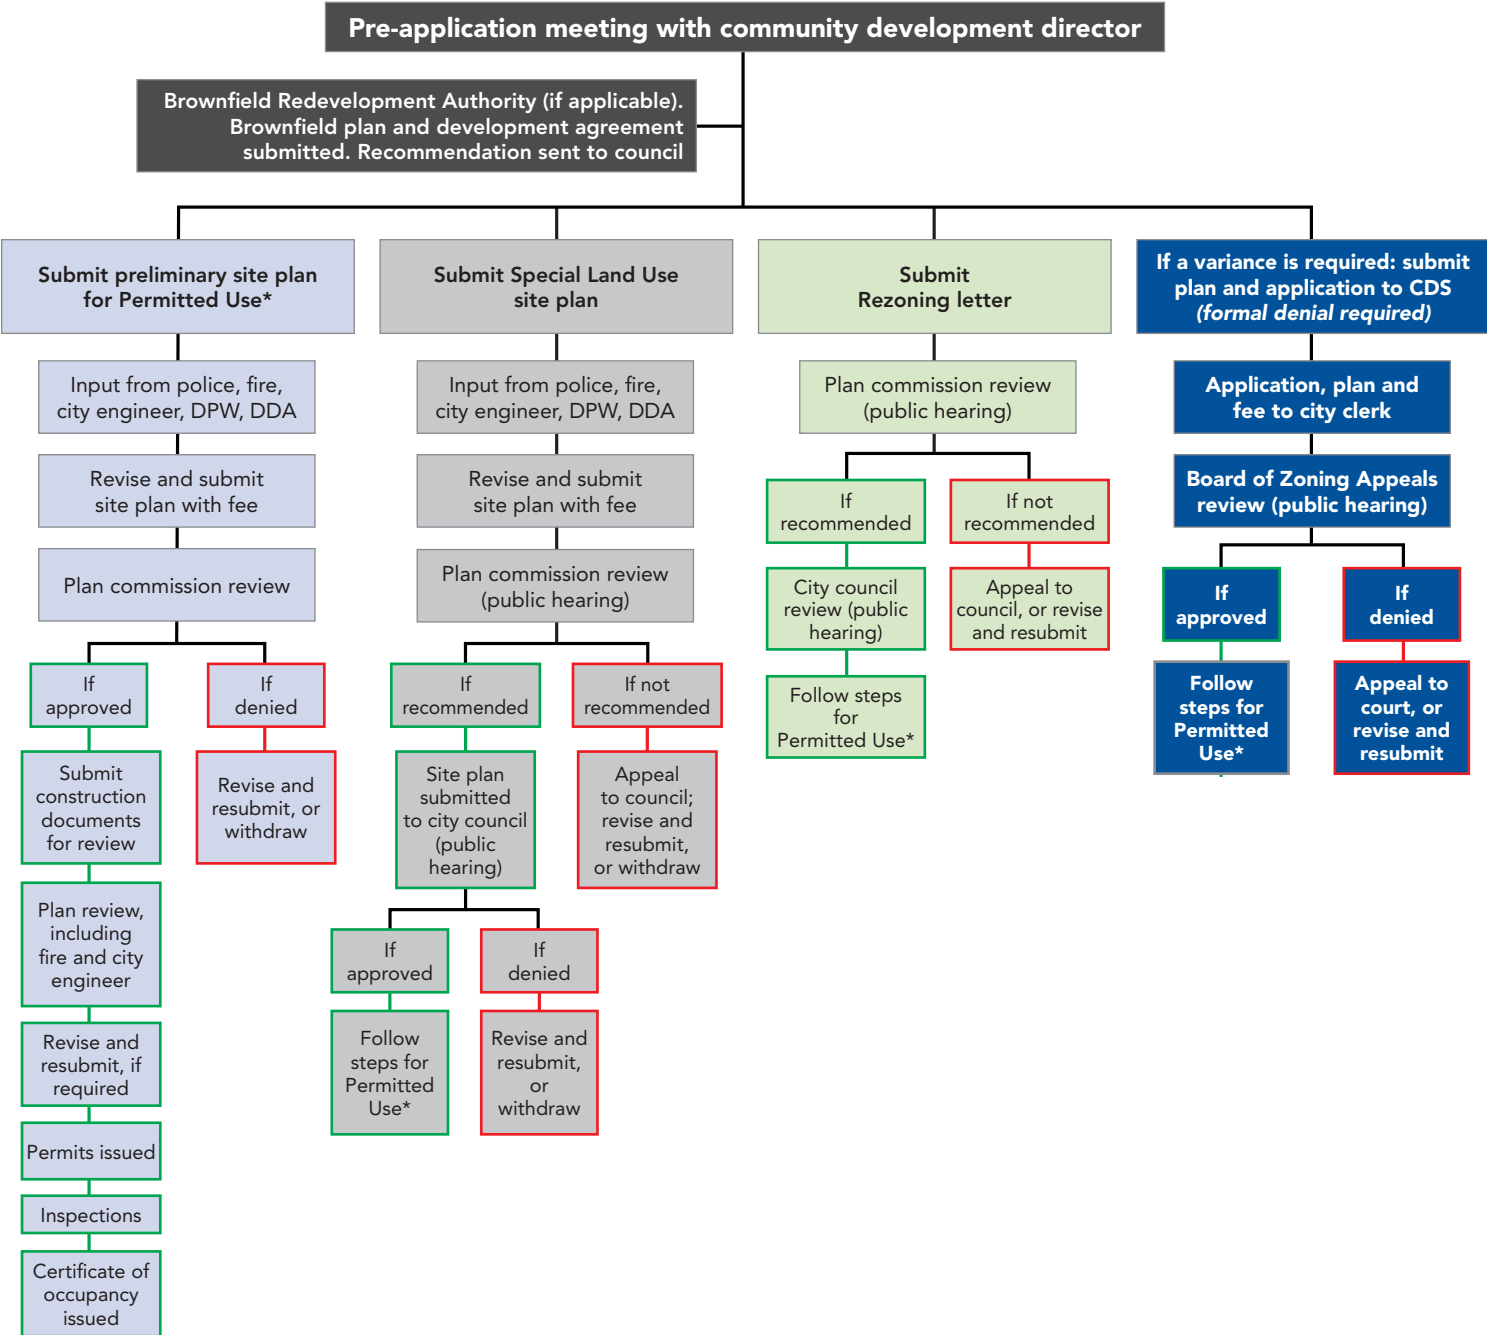 Pre-application meeting with community development director
Brownfield Redevelopment Authority (if applicable).
Brownfield plan and development agreement
submitted. Recommendation sent to council
Submit preliminary site plan
for Permitted Use*
Input from police, fire,
city engineer, DPW, DDA
Revise and submit
site plan with fee
Plan commission review
If
approved
Submit
construction
documents
for review
Plan review,
including
fire and city
engineer
Revise and
resubmit, if
required
Permits issued
Inspections
Certificate of
occupancy
issued
If
denied
Revise and
resubmit, or
withdraw
Submit Special Land Use
site plan
Input from police, fire,
city engineer, DPW, DDA
Revise and submit
site plan with fee
Plan commission review
(public hearing)
If
recommended
Site plan
submitted
to city council
(public
hearing)
If
approved
Follow
steps for
Permitted
Use*
If
denied
Revise and
resubmit,
or
withdraw
If not
recommended
Appeal
to council;
revise and
resubmit,
or withdraw
Submit
Rezoning letter
Plan commission review
(public hearing)
If
recommended
City council
review (public
hearing)
Follow steps
for
Permitted Use*
If not
recommended
Appeal to
council, or revise
and resubmit
If a variance is required: submit
plan and application to CDS
(formal denial required)
Application, plan and
fee to city clerk
Board of Zoning Appeals
review (public hearing)
If
approved
Follow
steps for
Permitted
Use*
If
denied
Appeal to
court, or
revise and
resubmit